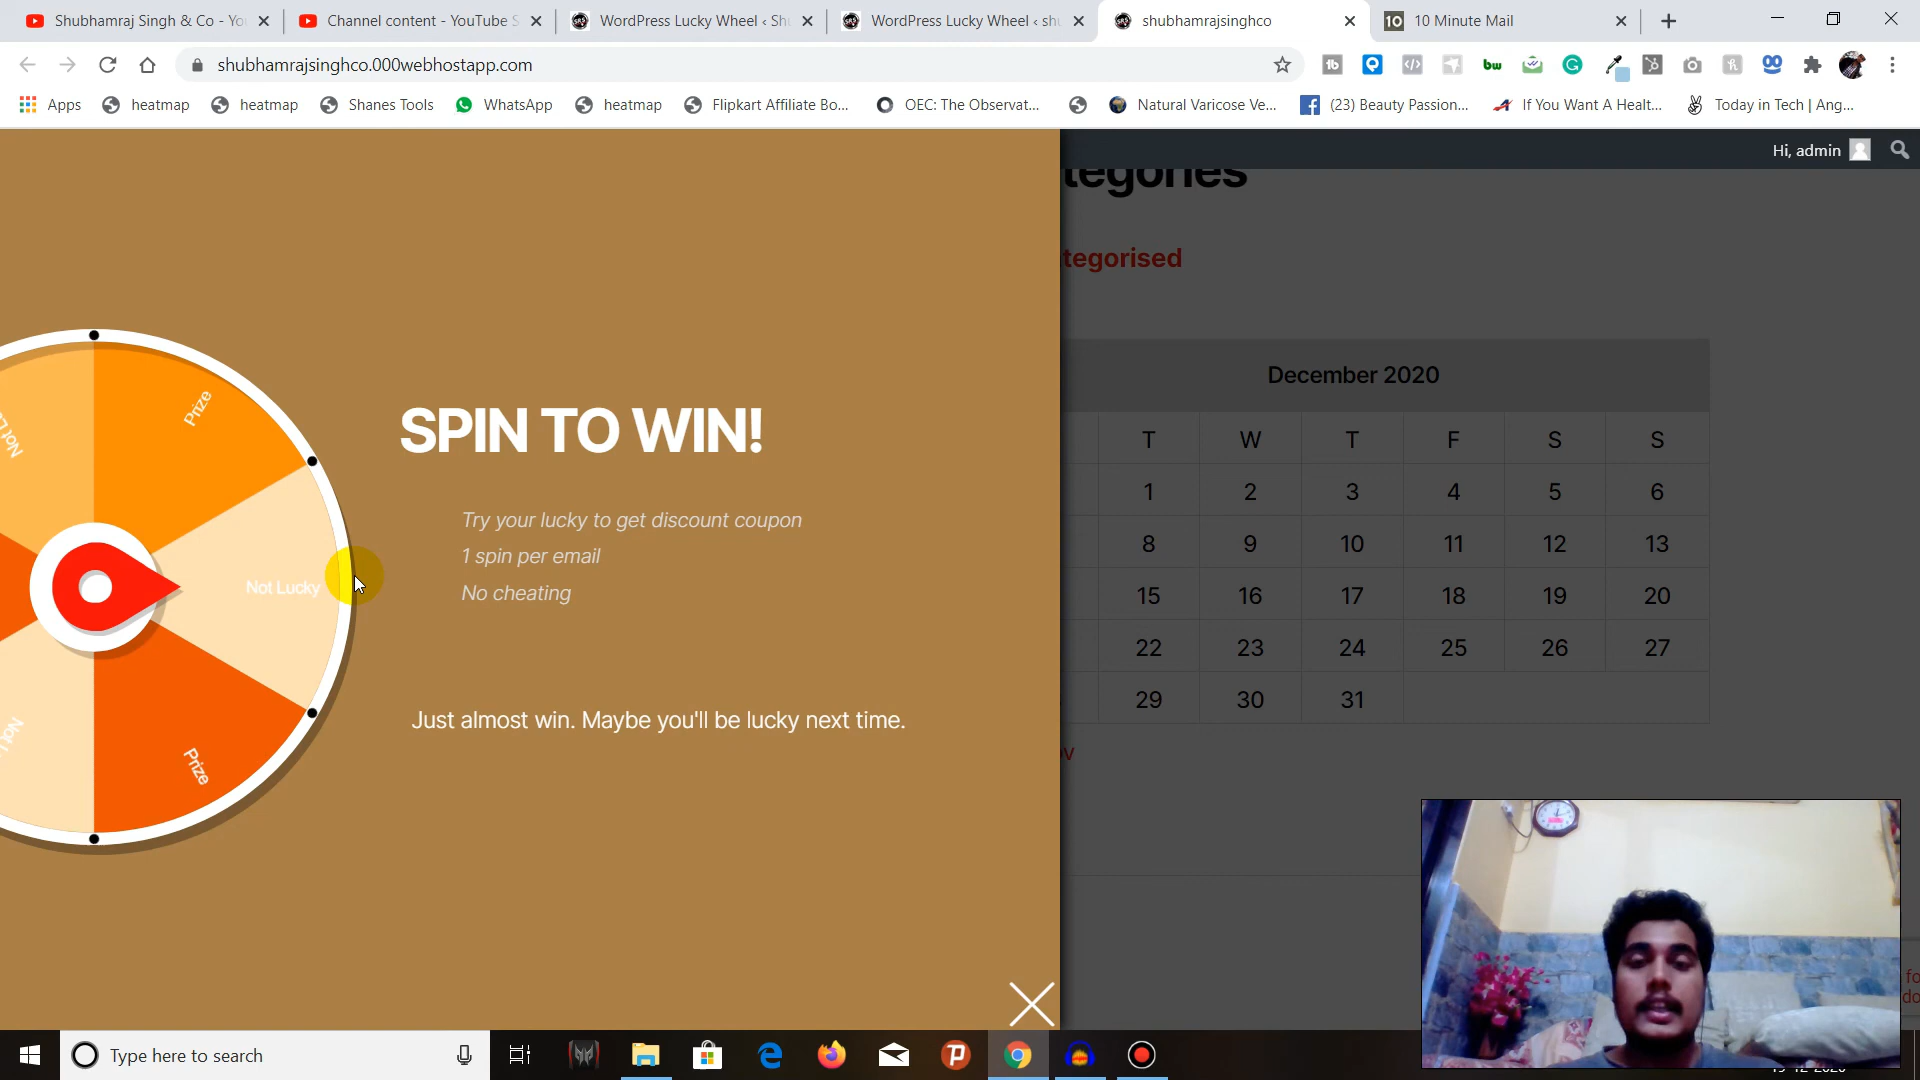 Shubhamraj Singh & Co - Yo
Channel content - YouTube S
WordPress Lucky Wheel ‹ Shu
WordPress Lucky Wheel ‹ shu
shubhamrajsinghco
10 10 Minute Mail
shubhamrajsinghco.000webhostapp.com
Apps
heatmap
heatmap
Shanes Tools
WhatsApp
heatmap
Flipkart Affiliate Bo...
OEC: The Observat...
Natural Varicose Ve...
(23) Beauty Passion...
If You Want A Healt...
Today in Tech | Ang...
Hi, admin
tegories
tegorised
December 2020
T W T F S S
1 2 3 4 5 6
8 9 10 11 12 13
15 16 17 18 19 20
22 23 24 25 26 27
29 30 31
Prize
Not Lucky
Prize
SPIN TO WIN!
Try your lucky to get discount coupon
1 spin per email
No cheating
Just almost win. Maybe you'll be lucky next time.
Type here to search